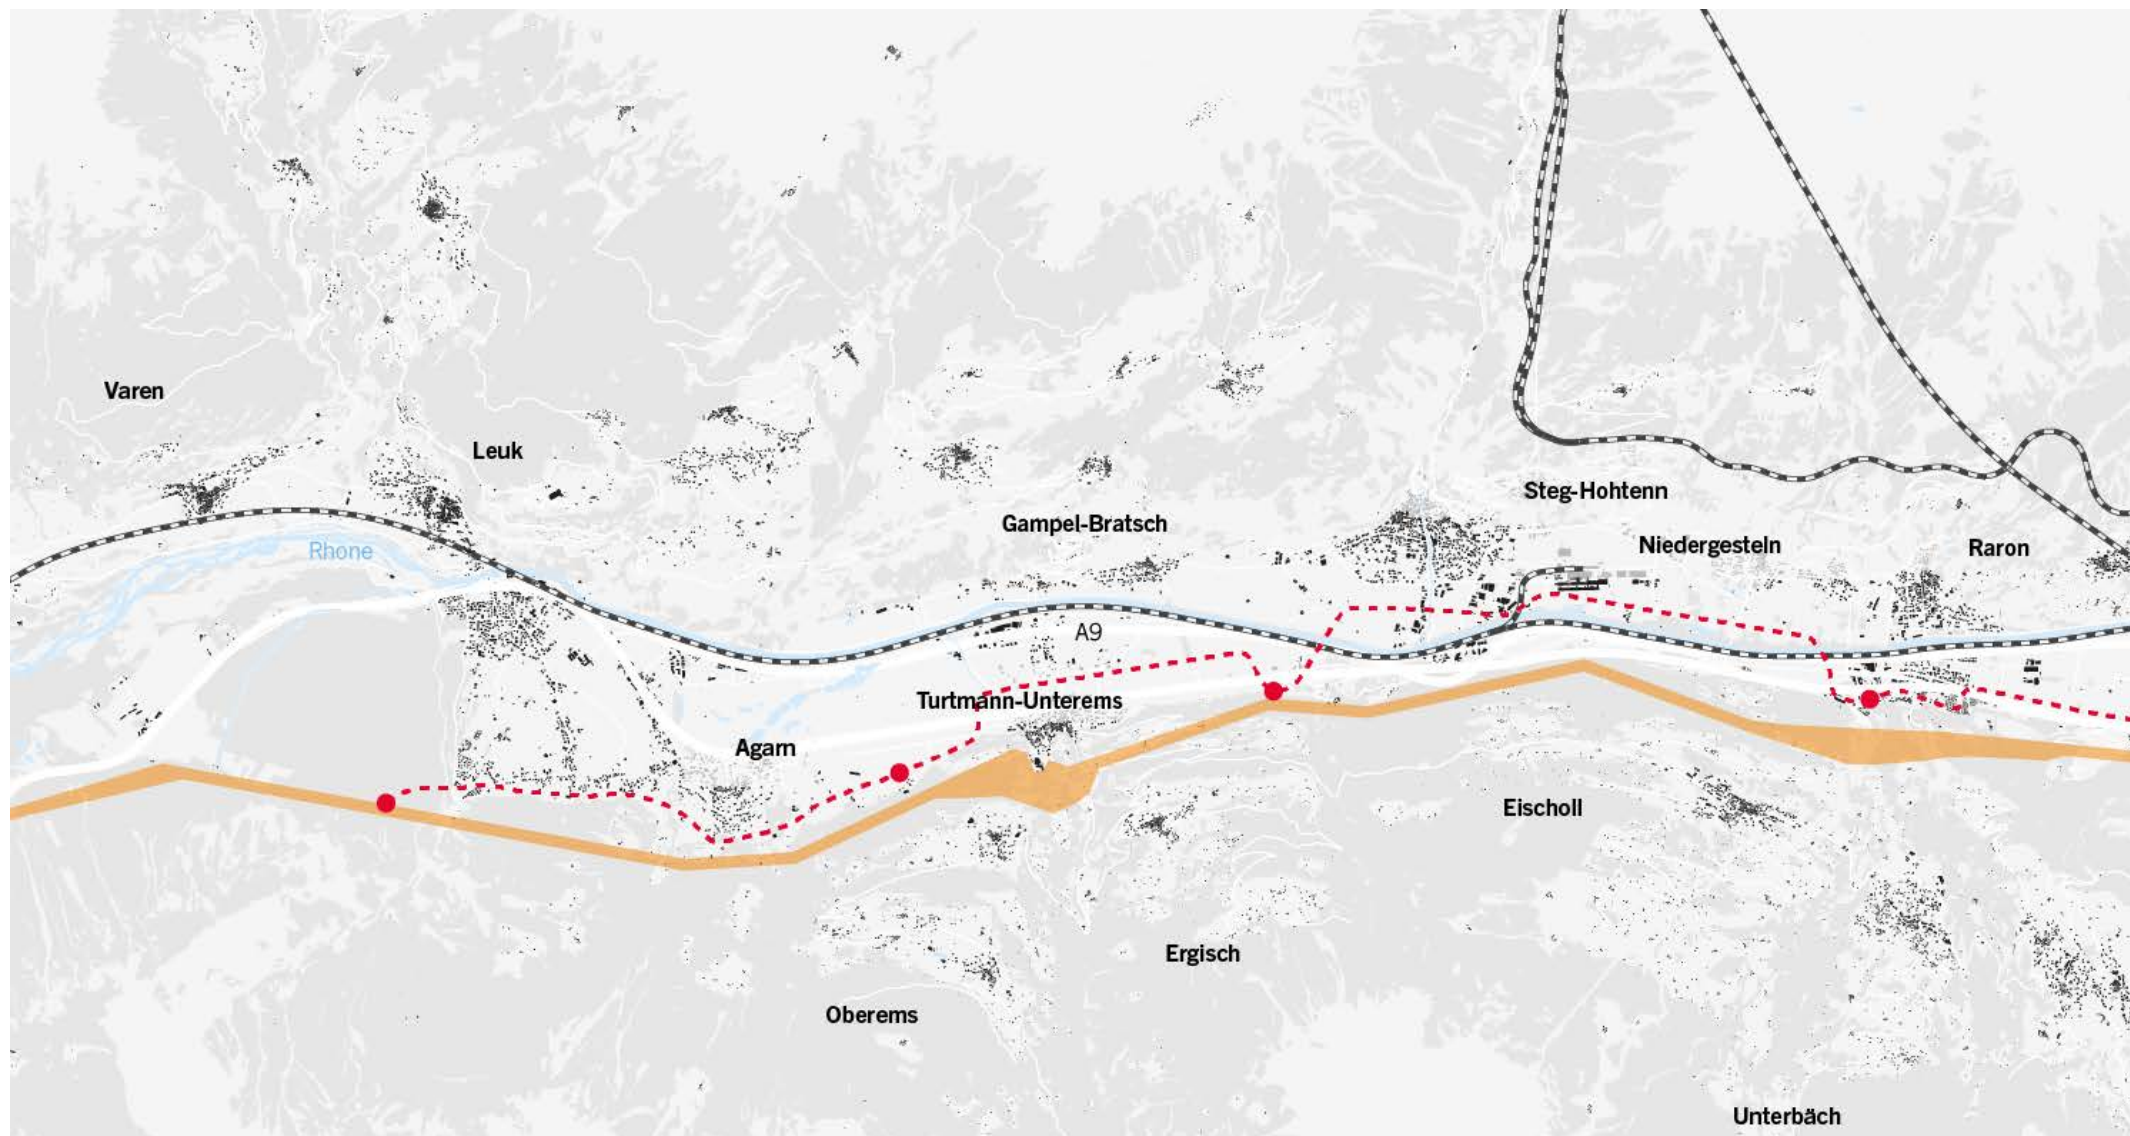 Varen
Leuk
Steg-Hohtenn
Gampel-Bratsch
Niedergesteln
Raron
Rhone
A9
Turtmann-Unterems
Agarn
Eischoll
Ergisch
Oberems
Unterbäch